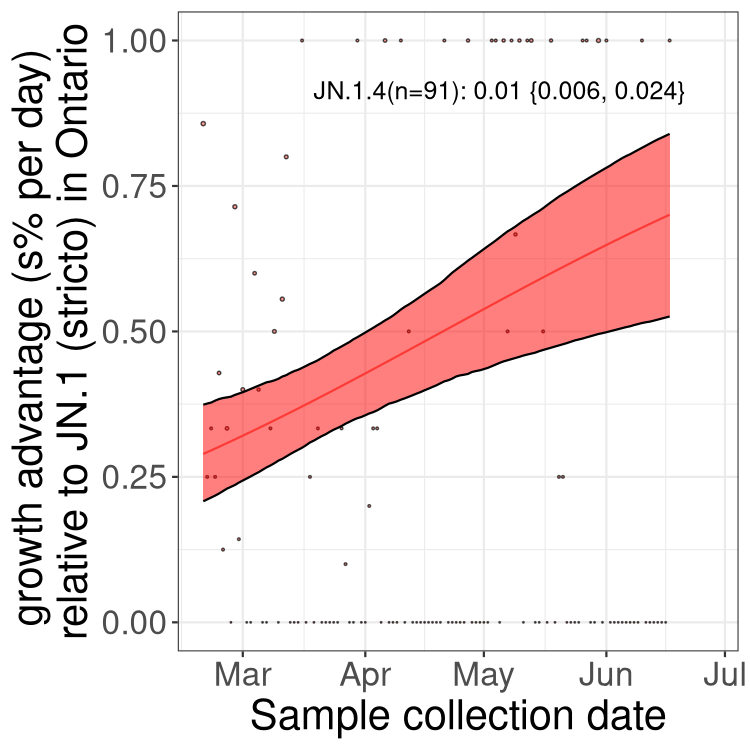 growth advantage (s% per day)
relative to JN.1 (stricto) in Ontario
1.00
0.75
0.50
0.25
0.00
JN.1.4(n=91): 0.01 {0.006, 0.024}
Mar Apr May Jun Jul
Sample collection date